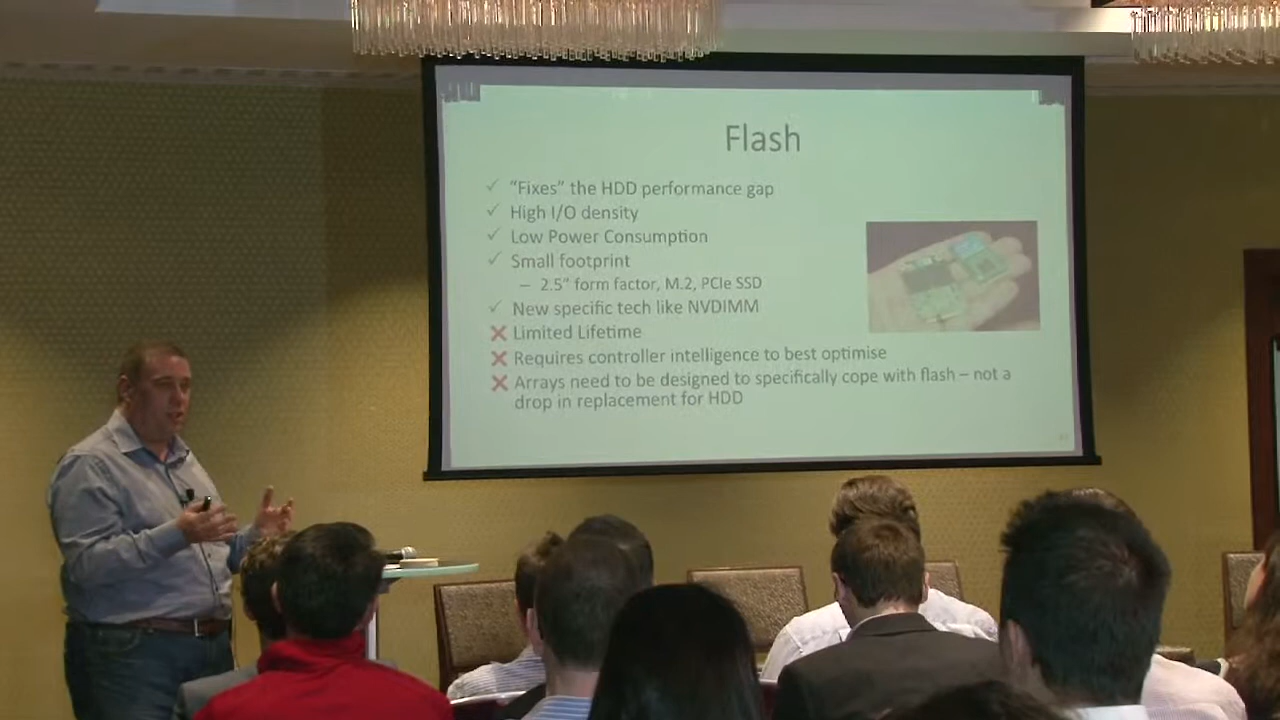 Flash
✓ "Fixes" the HDD performance gap
✓ High I/O density
✓ Low Power Consumption
✓ Small footprint
– 2.5" form factor, M.2, PCIe SSD
✓ New specific tech like NVDIMM
✗ Limited Lifetime
✗ Requires controller intelligence to best optimise
✗ Arrays need to be designed to specifically cope with flash – not a
drop in replacement for HDD